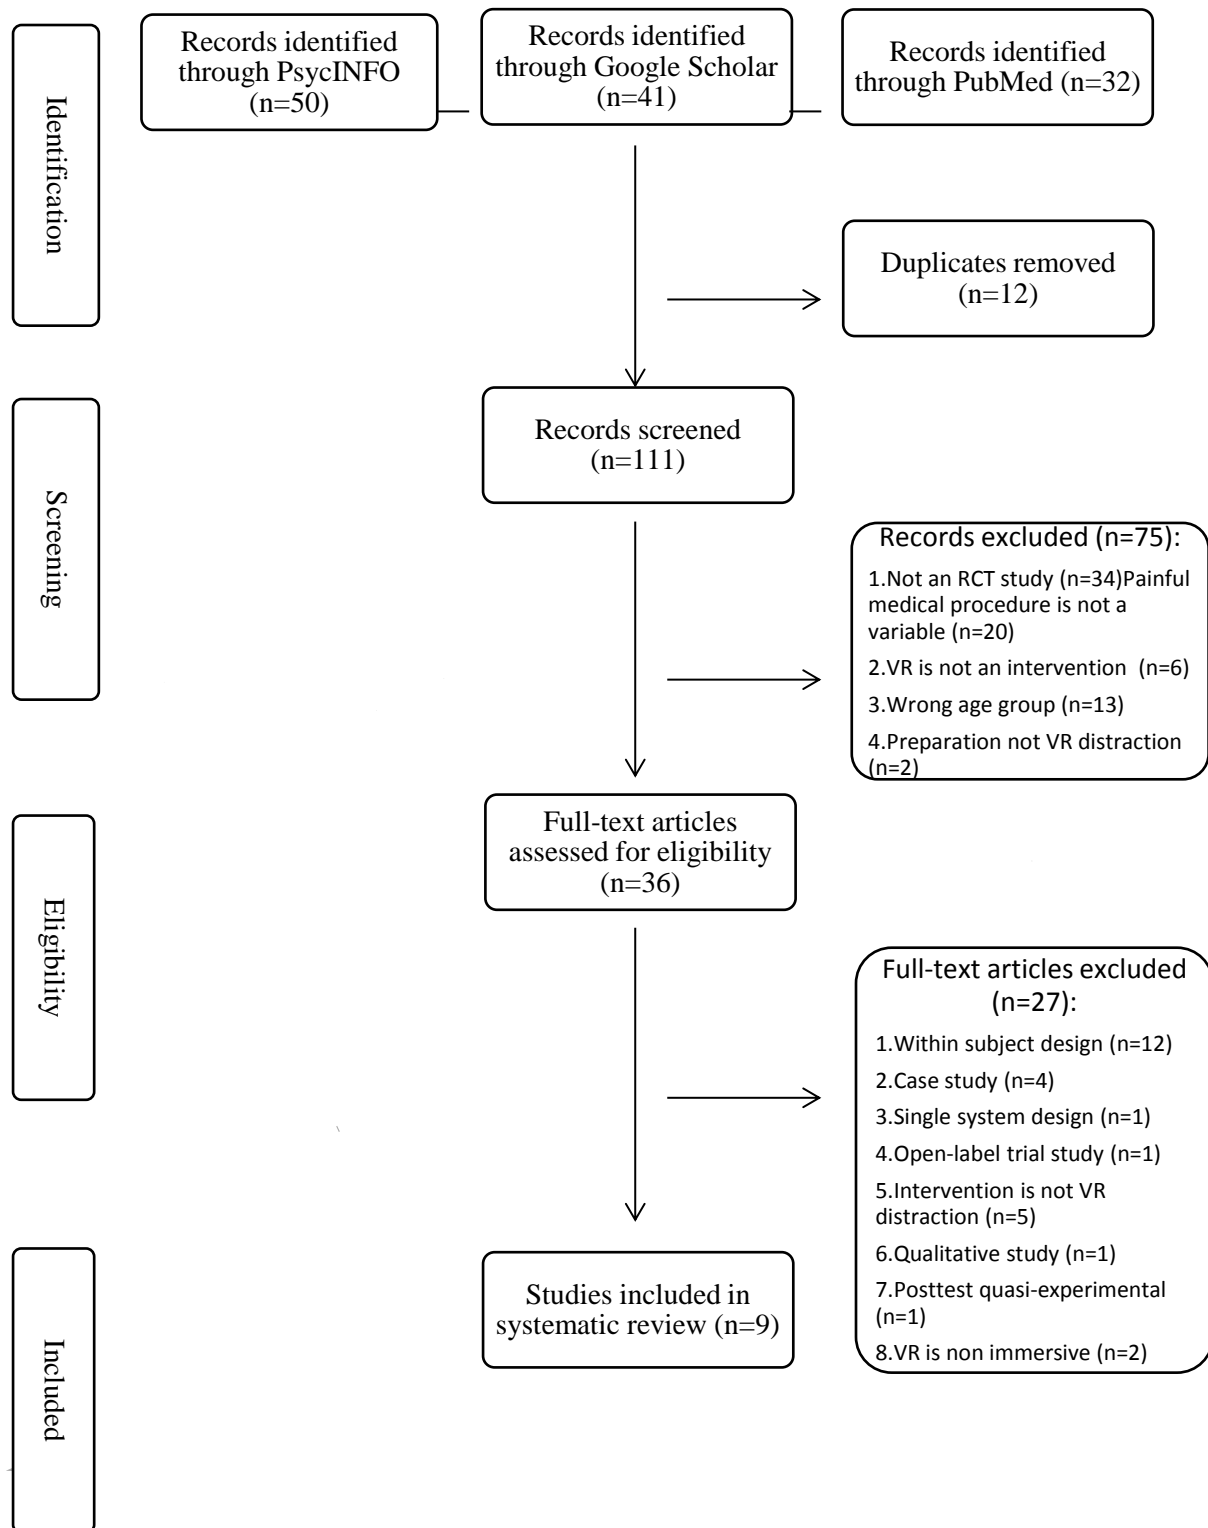 Identification
Records identified
through PsycINFO
(n=50)
Records identified
through Google Scholar
(n=41)
Records identified
through PubMed (n=32)
Duplicates removed
(n=12)
Screening
Records screened
(n=111)
Records excluded (n=75):
1.Not an RCT study (n=34)Painful
medical procedure is not a
variable (n=20)
2.VR is not an intervention (n=6)
3.Wrong age group (n=13)
4.Preparation not VR distraction
(n=2)
Eligibility
Full-text articles
assessed for eligibility
(n=36)
Full-text articles excluded
(n=27):
1.Within subject design (n=12)
2.Case study (n=4)
3.Single system design (n=1)
4.Open-label trial study (n=1)
5.Intervention is not VR
distraction (n=5)
6.Qualitative study (n=1)
7.Posttest quasi-experimental
(n=1)
8.VR is non immersive (n=2)
Included
Studies included in
systematic review (n=9)